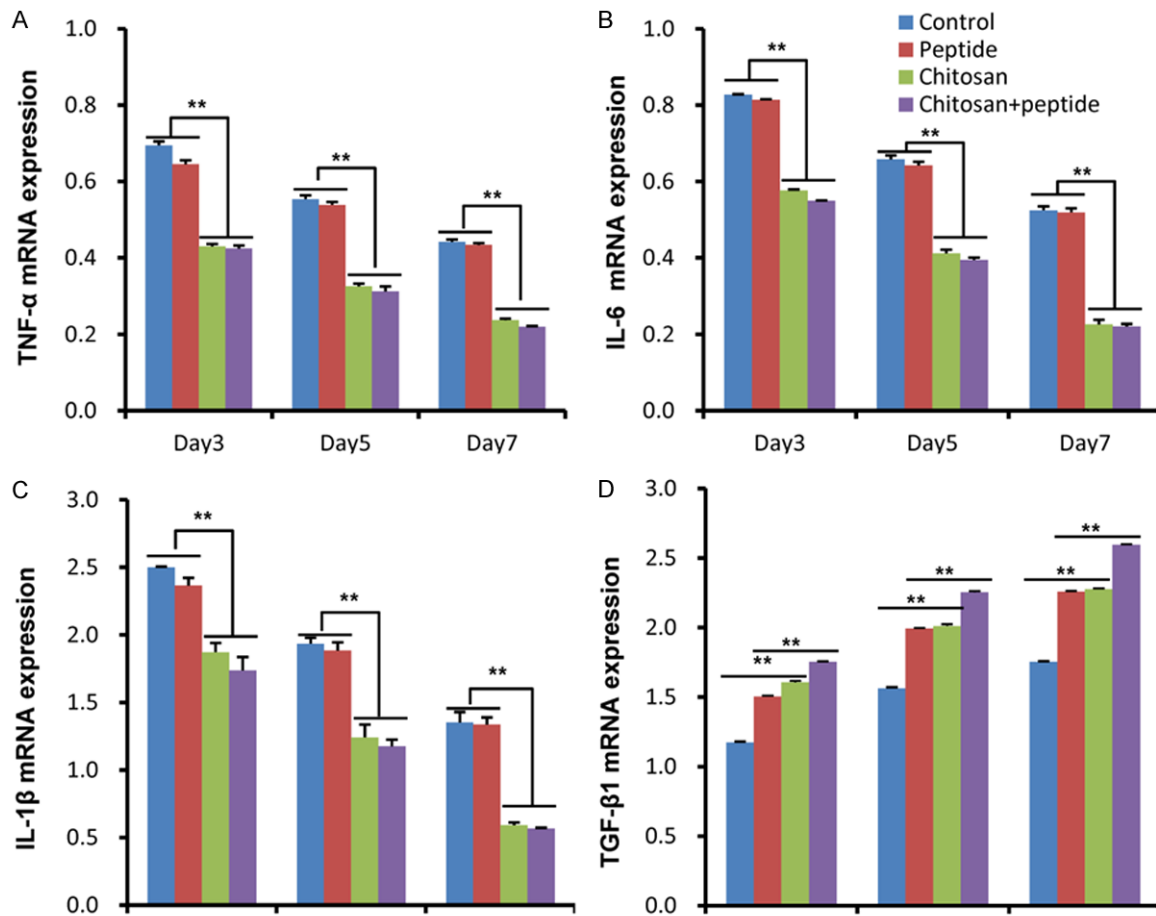 A
TNF-α mRNA expression
1.0
0.8
0.6
0.4
0.2
0.0
**
**
**
Day3
Day5
Day7
B
IL-6 mRNA expression
1.0
0.8
0.6
0.4
0.2
0.0
**
**
**
Day3
Day5
Day7
Control
Peptide
Chitosan
Chitosan+peptide
C
IL-1β mRNA expression
3.0
2.5
2.0
1.5
1.0
0.5
0.0
**
**
**
D
TGF-β1 mRNA expression
3.0
2.5
2.0
1.5
1.0
0.5
0.0
**
**
**
**
**
**